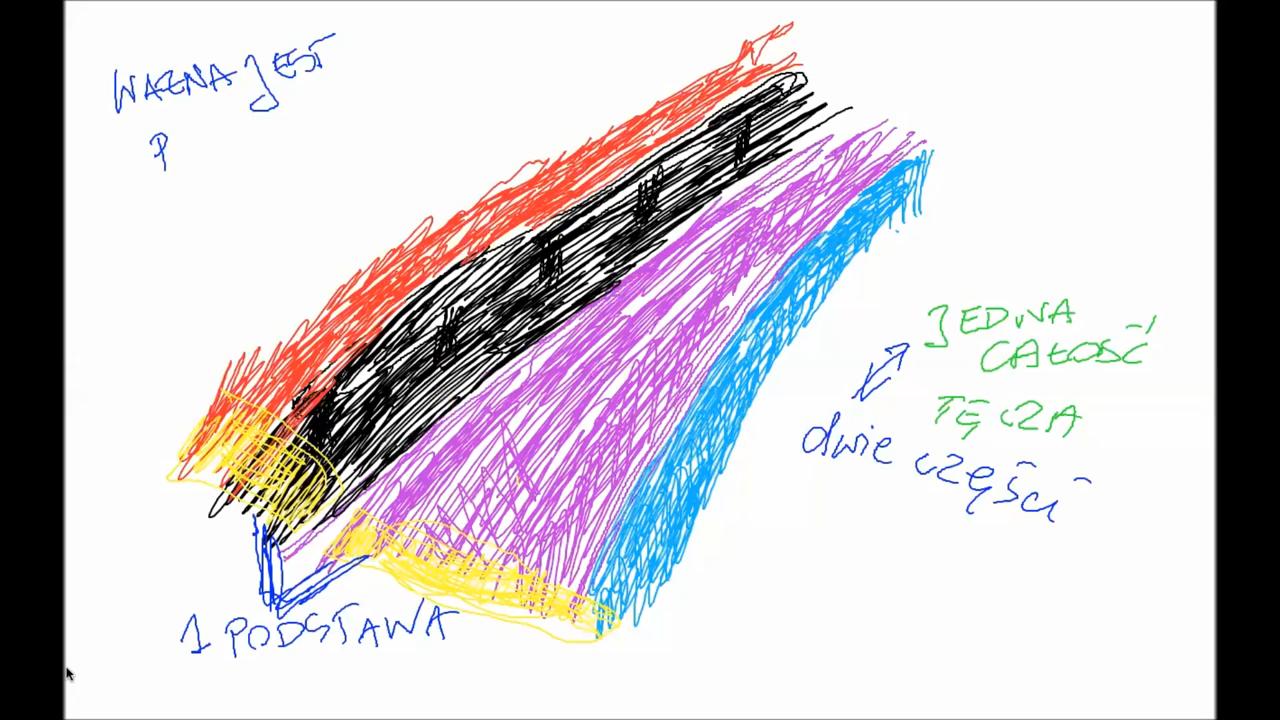 WAŻNA JEST
P
JEDNA
CAŁOŚĆ
TĘCZA
dwie części
1 PODSTAWA